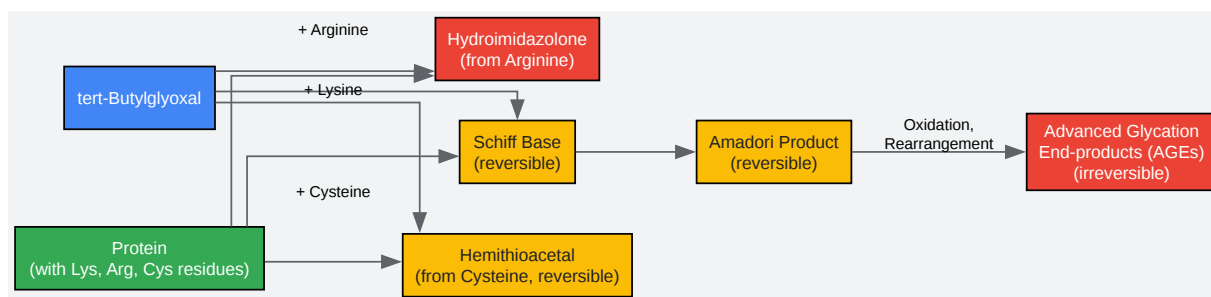 + Arginine
Hydroimidazolone
(from Arginine)
tert-Butylglyoxal
+ Lysine
Schiff Base
(reversible)
Amadori Product
(reversible)
Oxidation,
Rearrangement
Advanced Glycation
End-products (AGEs)
(irreversible)
+ Cysteine
Protein
(with Lys, Arg, Cys residues)
Hemithioacetal
(from Cysteine, reversible)